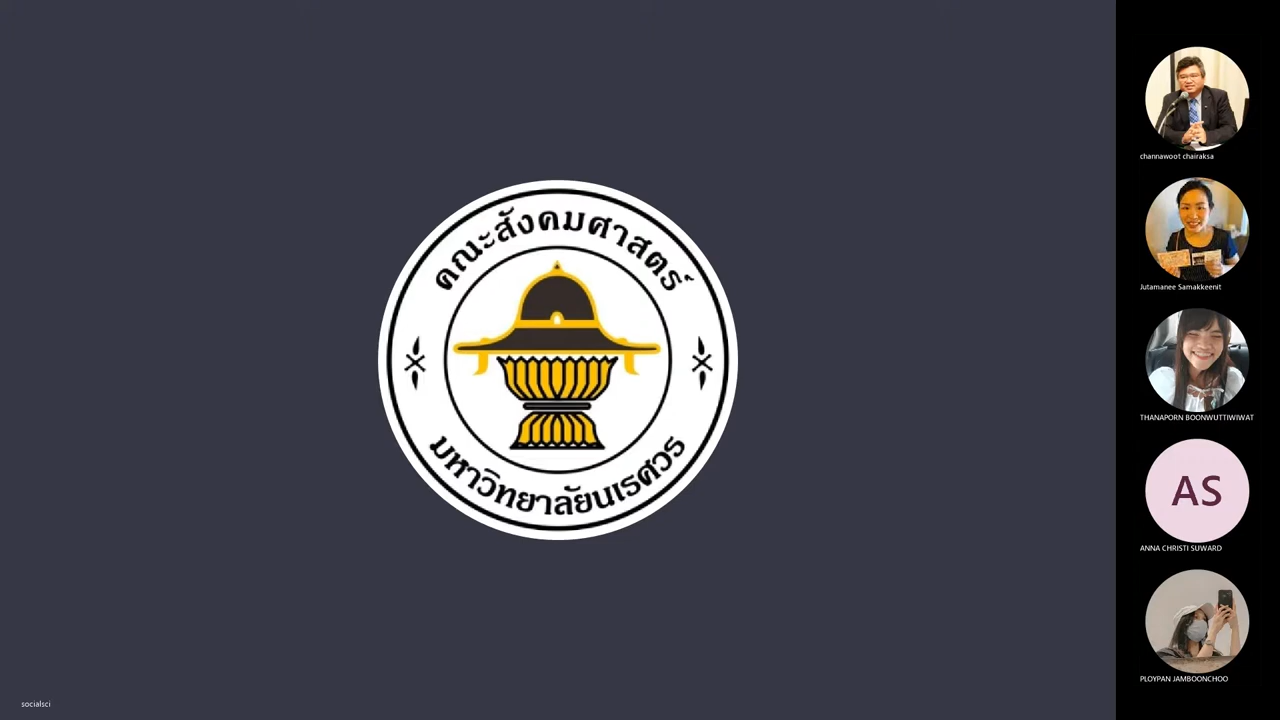 คณะสังคมศาสตร์
มหาวิทยาลัยนเรศวร
socialsci
channawoot chairaksa
Jutamanee Samakkeenit
THANAPORN BOONWUTTIWIWAT
AS
ANNA CHRISTI SUWARD
PLOYPAN JAMBOONCHOO